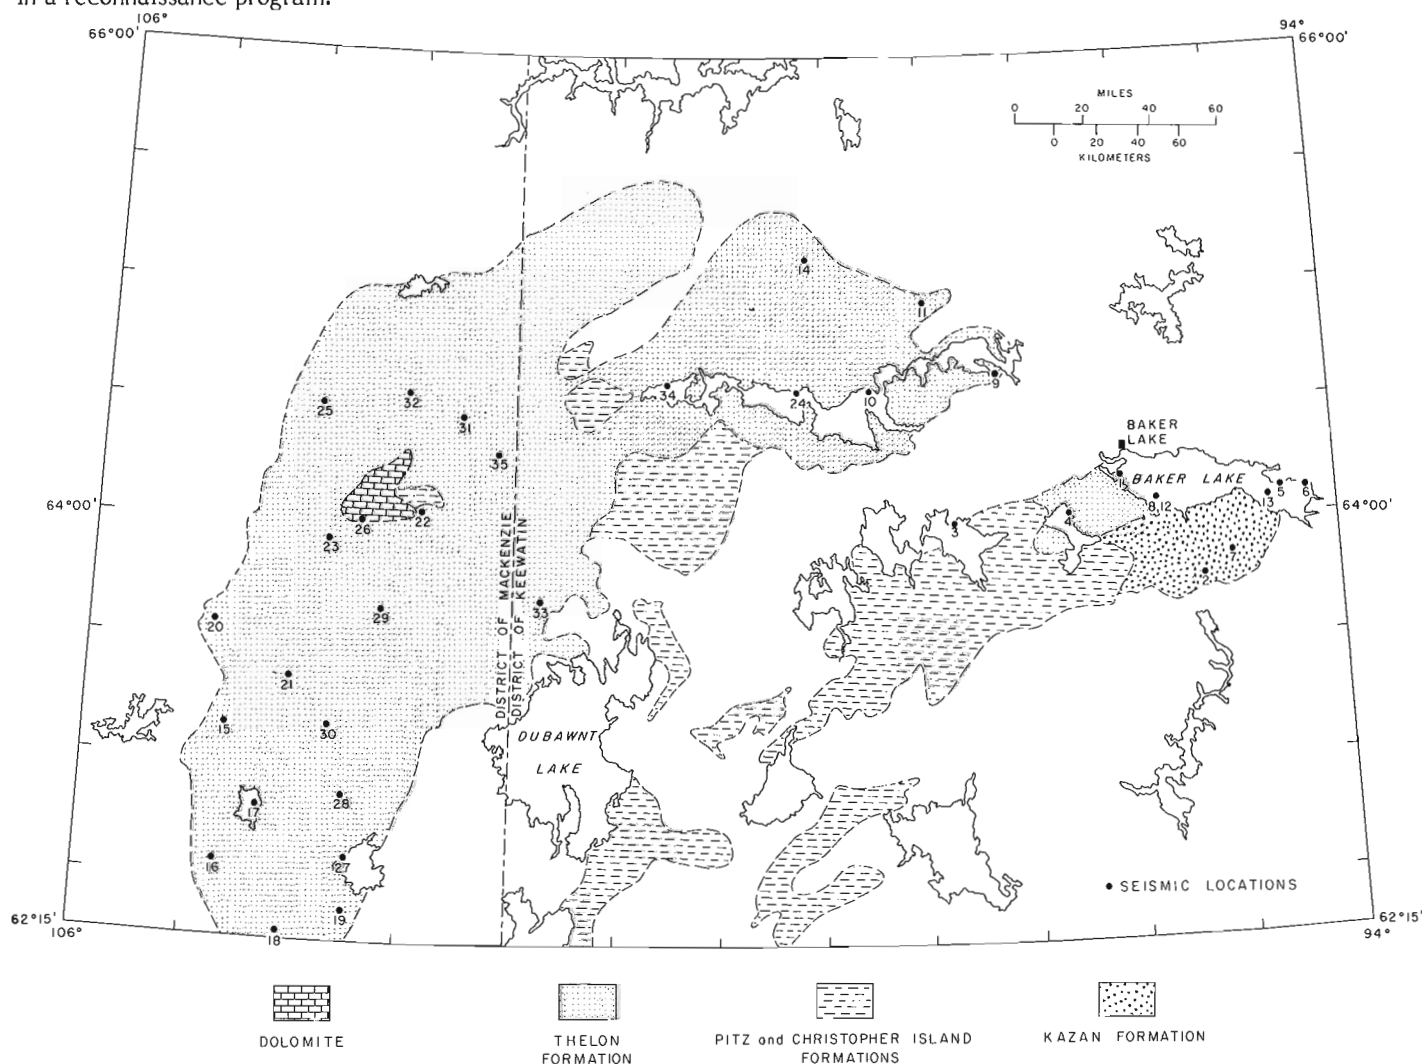 in a reconnaissance program.
106°
66°00'
94°
66°00'
MILES
0 20 40 60
0 20 40 60
KILOMETERS
14
11
9
34
24
10
25
32
31
35
BAKER
LAKE
BAKER LAKE
1
5
6
13
8,12
64°00'
64°00'
26
22
4
3
23
7
DISTRICT OF MACKENZIE
DISTRICT OF KEEWATIN
33
29
20
21
15
30
DUBAWNT
LAKE
28
17
16
27
19
18
SEISMIC LOCATIONS
62°15'
106°
62°15'
94°
DOLOMITE
THELON
FORMATION
PITZ and CHRISTOPHER ISLAND
FORMATIONS
KAZAN FORMATION